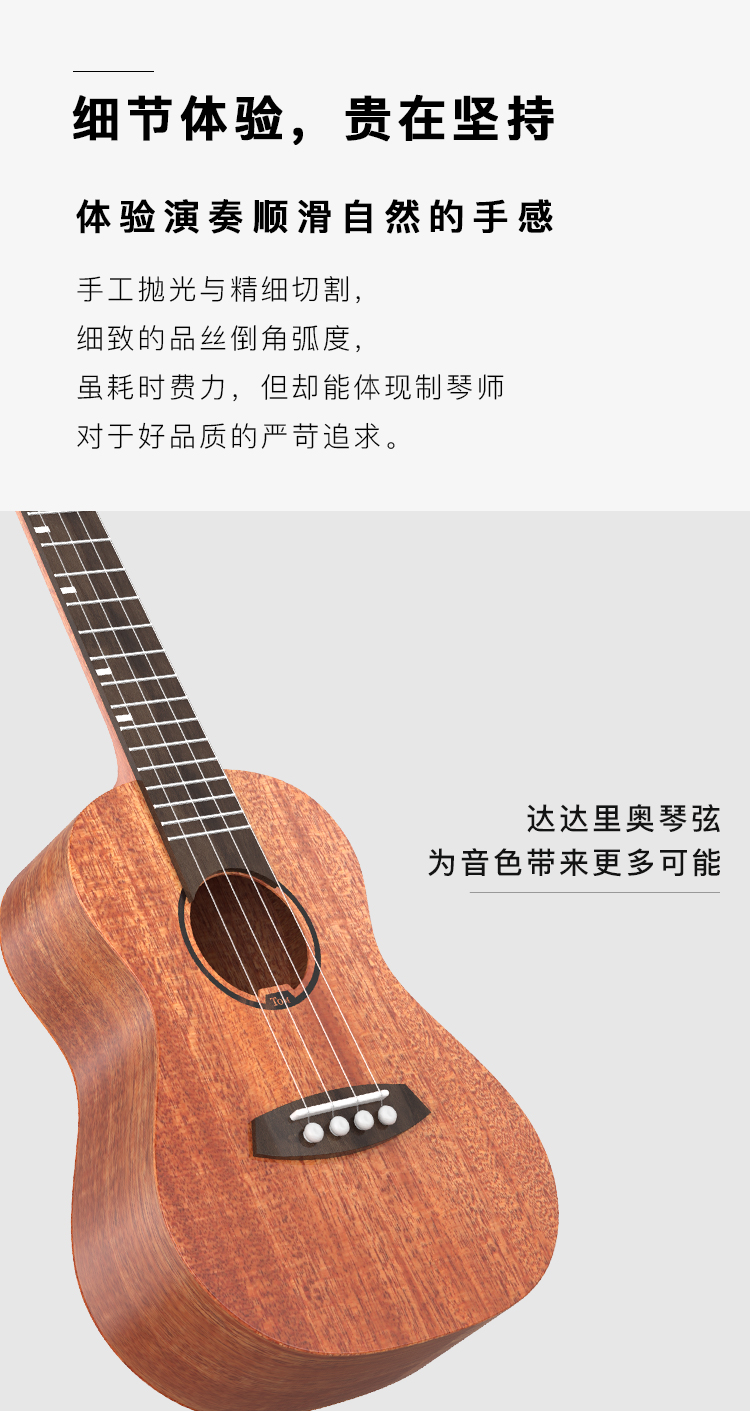 细节体验，贵在坚持
体验演奏顺滑自然的手感
手工抛光与精细切割，
细致的品丝倒角弧度，
虽耗时费力，但却能体现制琴师
对于好品质的严苛追求。
达达里奥琴弦
为音色带来更多可能
Tom